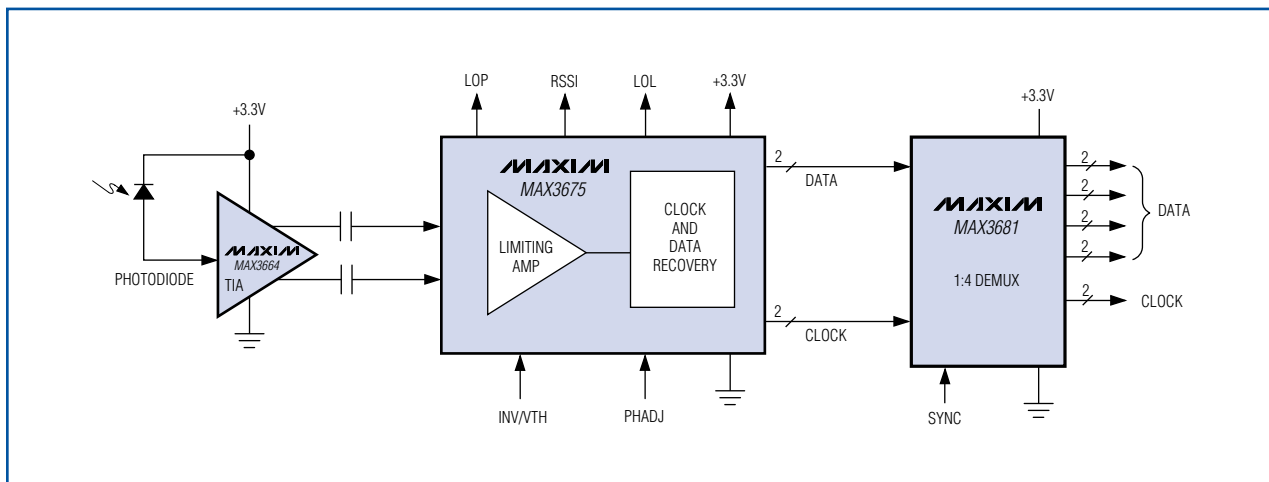 LOP
RSSI
LOL
+3.3V
+3.3V
+3.3V
MAXIM
MAX3664
TIA
PHOTODIODE
MAXIM
MAX3675
LIMITING
AMP
CLOCK
AND
DATA
RECOVERY
INV/VTH
PHADJ
2
DATA
2
CLOCK
MAXIM
MAX3681
1:4 DEMUX
SYNC
2
2
2
2
DATA
2
CLOCK